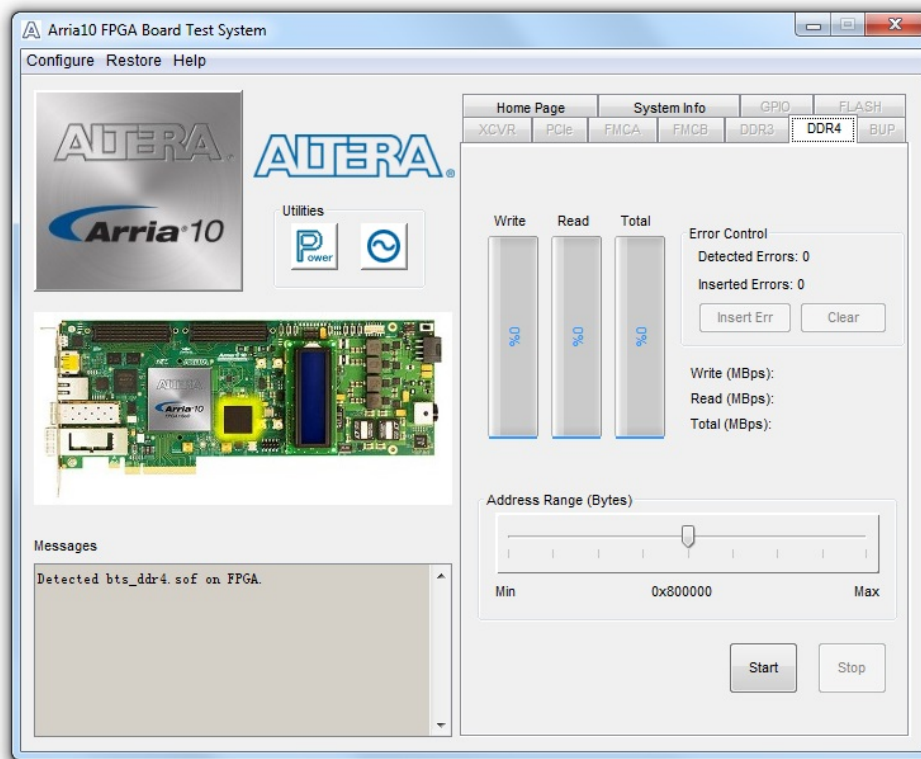 Arria10 FPGA Board Test System
Configure Restore Help
ALTERA
Arria 10
ALTERA
Utilities
Power
Home Page System Info GPIO FLASH
XCVR PCIe FMCA FMCB DDR3 DDR4 BUP
Write Read Total
0% 0% 0%
Error Control
Detected Errors: 0
Inserted Errors: 0
Insert Err Clear
Write (MBps):
Read (MBps):
Total (MBps):
ALTERA
Arria 10
Address Range (Bytes)
Min 0x800000 Max
Messages
Detected bts_ddr4.sof on FPGA.
Start Stop